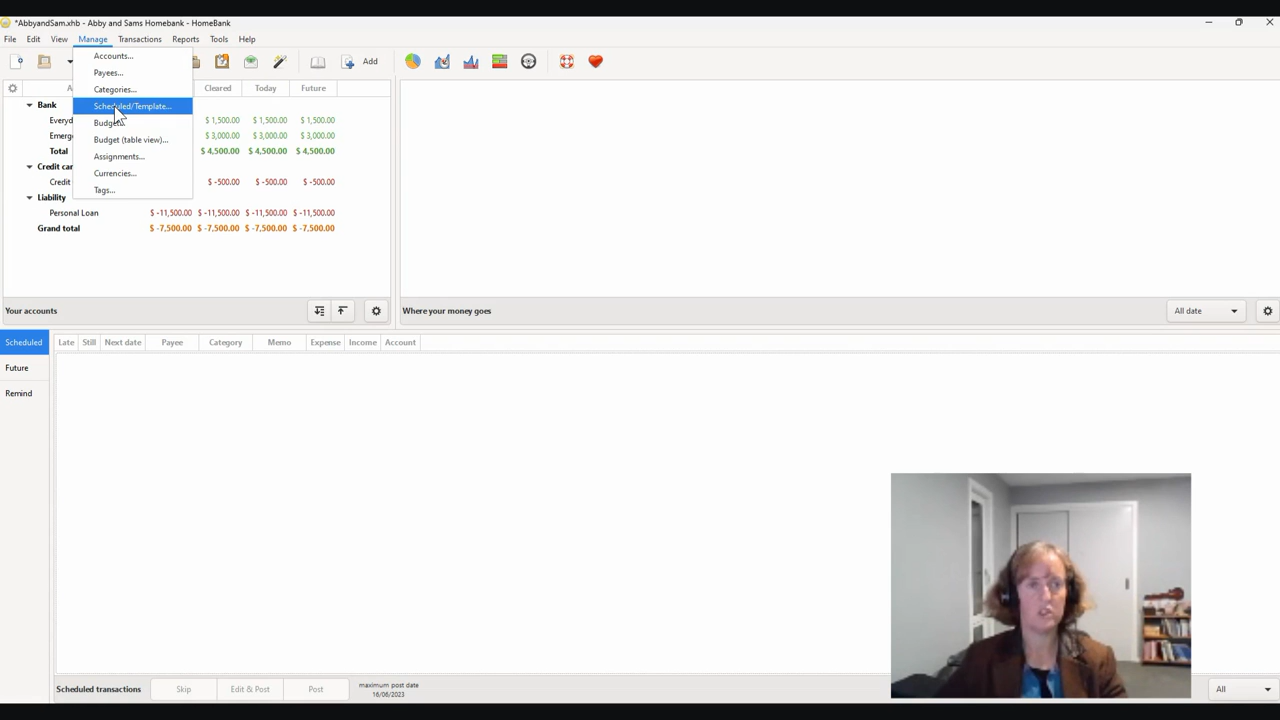 *AbbyandSam.xhb - Abby and Sams Homebank - HomeBank
File Edit View Manage Transactions Reports Tools Help
Add
Accounts...
Payees...
Categories...
Scheduled/Template...
Budget...
Budget (table view)...
Assignments...
Currencies...
Tags...
Cleared Today Future
Bank
$ 1,500.00 $ 1,500.00 $ 1,500.00
$ 3,000.00 $ 3,000.00 $ 3,000.00
Total $ 4,500.00 $ 4,500.00 $ 4,500.00
Credit
Credit $ -500.00 $ -500.00 $ -500.00
Liability
Personal Loan $ -11,500.00 $ -11,500.00 $ -11,500.00 $ -11,500.00
Grand total $ -7,500.00 $ -7,500.00 $ -7,500.00 $ -7,500.00
Your accounts
Where your money goes
All date
Scheduled
Future
Remind
Late Still Next date Payee Category Memo Expense Income Account
Scheduled transactions Skip Edit & Post Post
maximum post date
16/06/2023
All